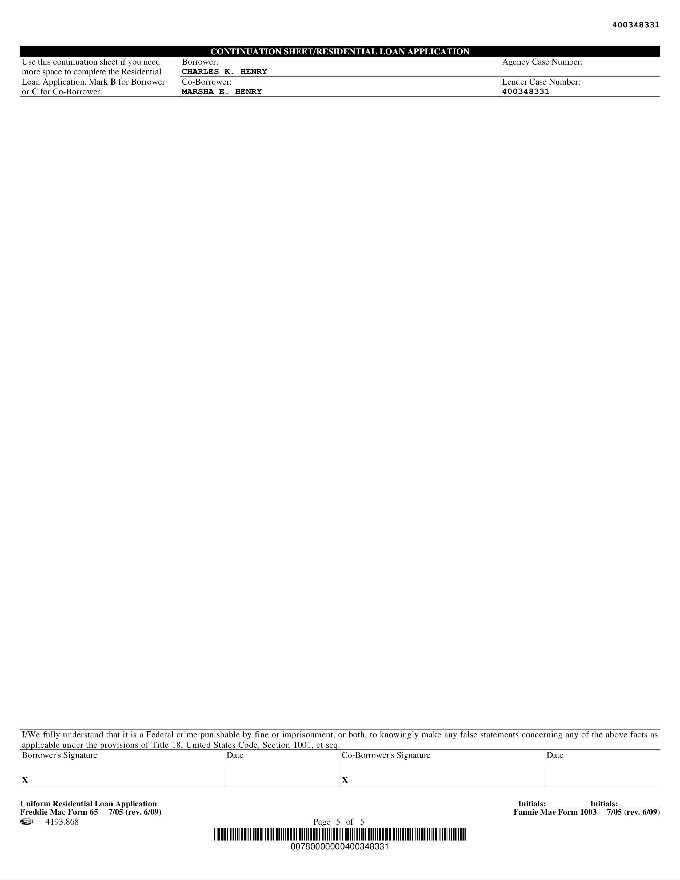 400348331
CONTINUATION SHEET/RESIDENTIAL LOAN APPLICATION
Use this continuation sheet if you need
more space to complete the Residential
Loan Application. Mark B for Borrower
or C for Co-Borrower.
Borrower:
CHARLES K. HENRY
Agency Case Number:
Co-Borrower:
MARSHA E. HENRY
Lender Case Number:
400348331
I/We fully understand that it is a Federal crime punishable by fine or imprisonment, or both, to knowingly make any false statements concerning any of the above facts as
applicable under the provisions of Title 18, United States Code, Section 1001, et seq.
Borrower's Signature Date Co-Borrower's Signature Date
X X
Uniform Residential Loan Application Initials: Initials:
Freddie Mac Form 65 7/05 (rev. 6/09) Fannie Mae Form 1003 7/05 (rev. 6/09)
4193.868 Page 5 of 5
00780000000400348331